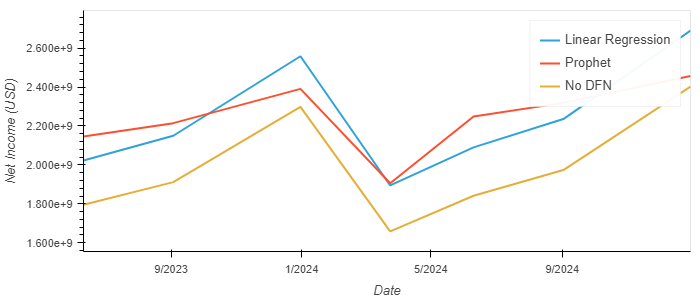 Linear Regression
Prophet
No DFN
Net Income (USD)
2.600e+9
2.400e+9
2.200e+9
2.000e+9
1.800e+9
1.600e+9
9/2023
1/2024
5/2024
9/2024
Date